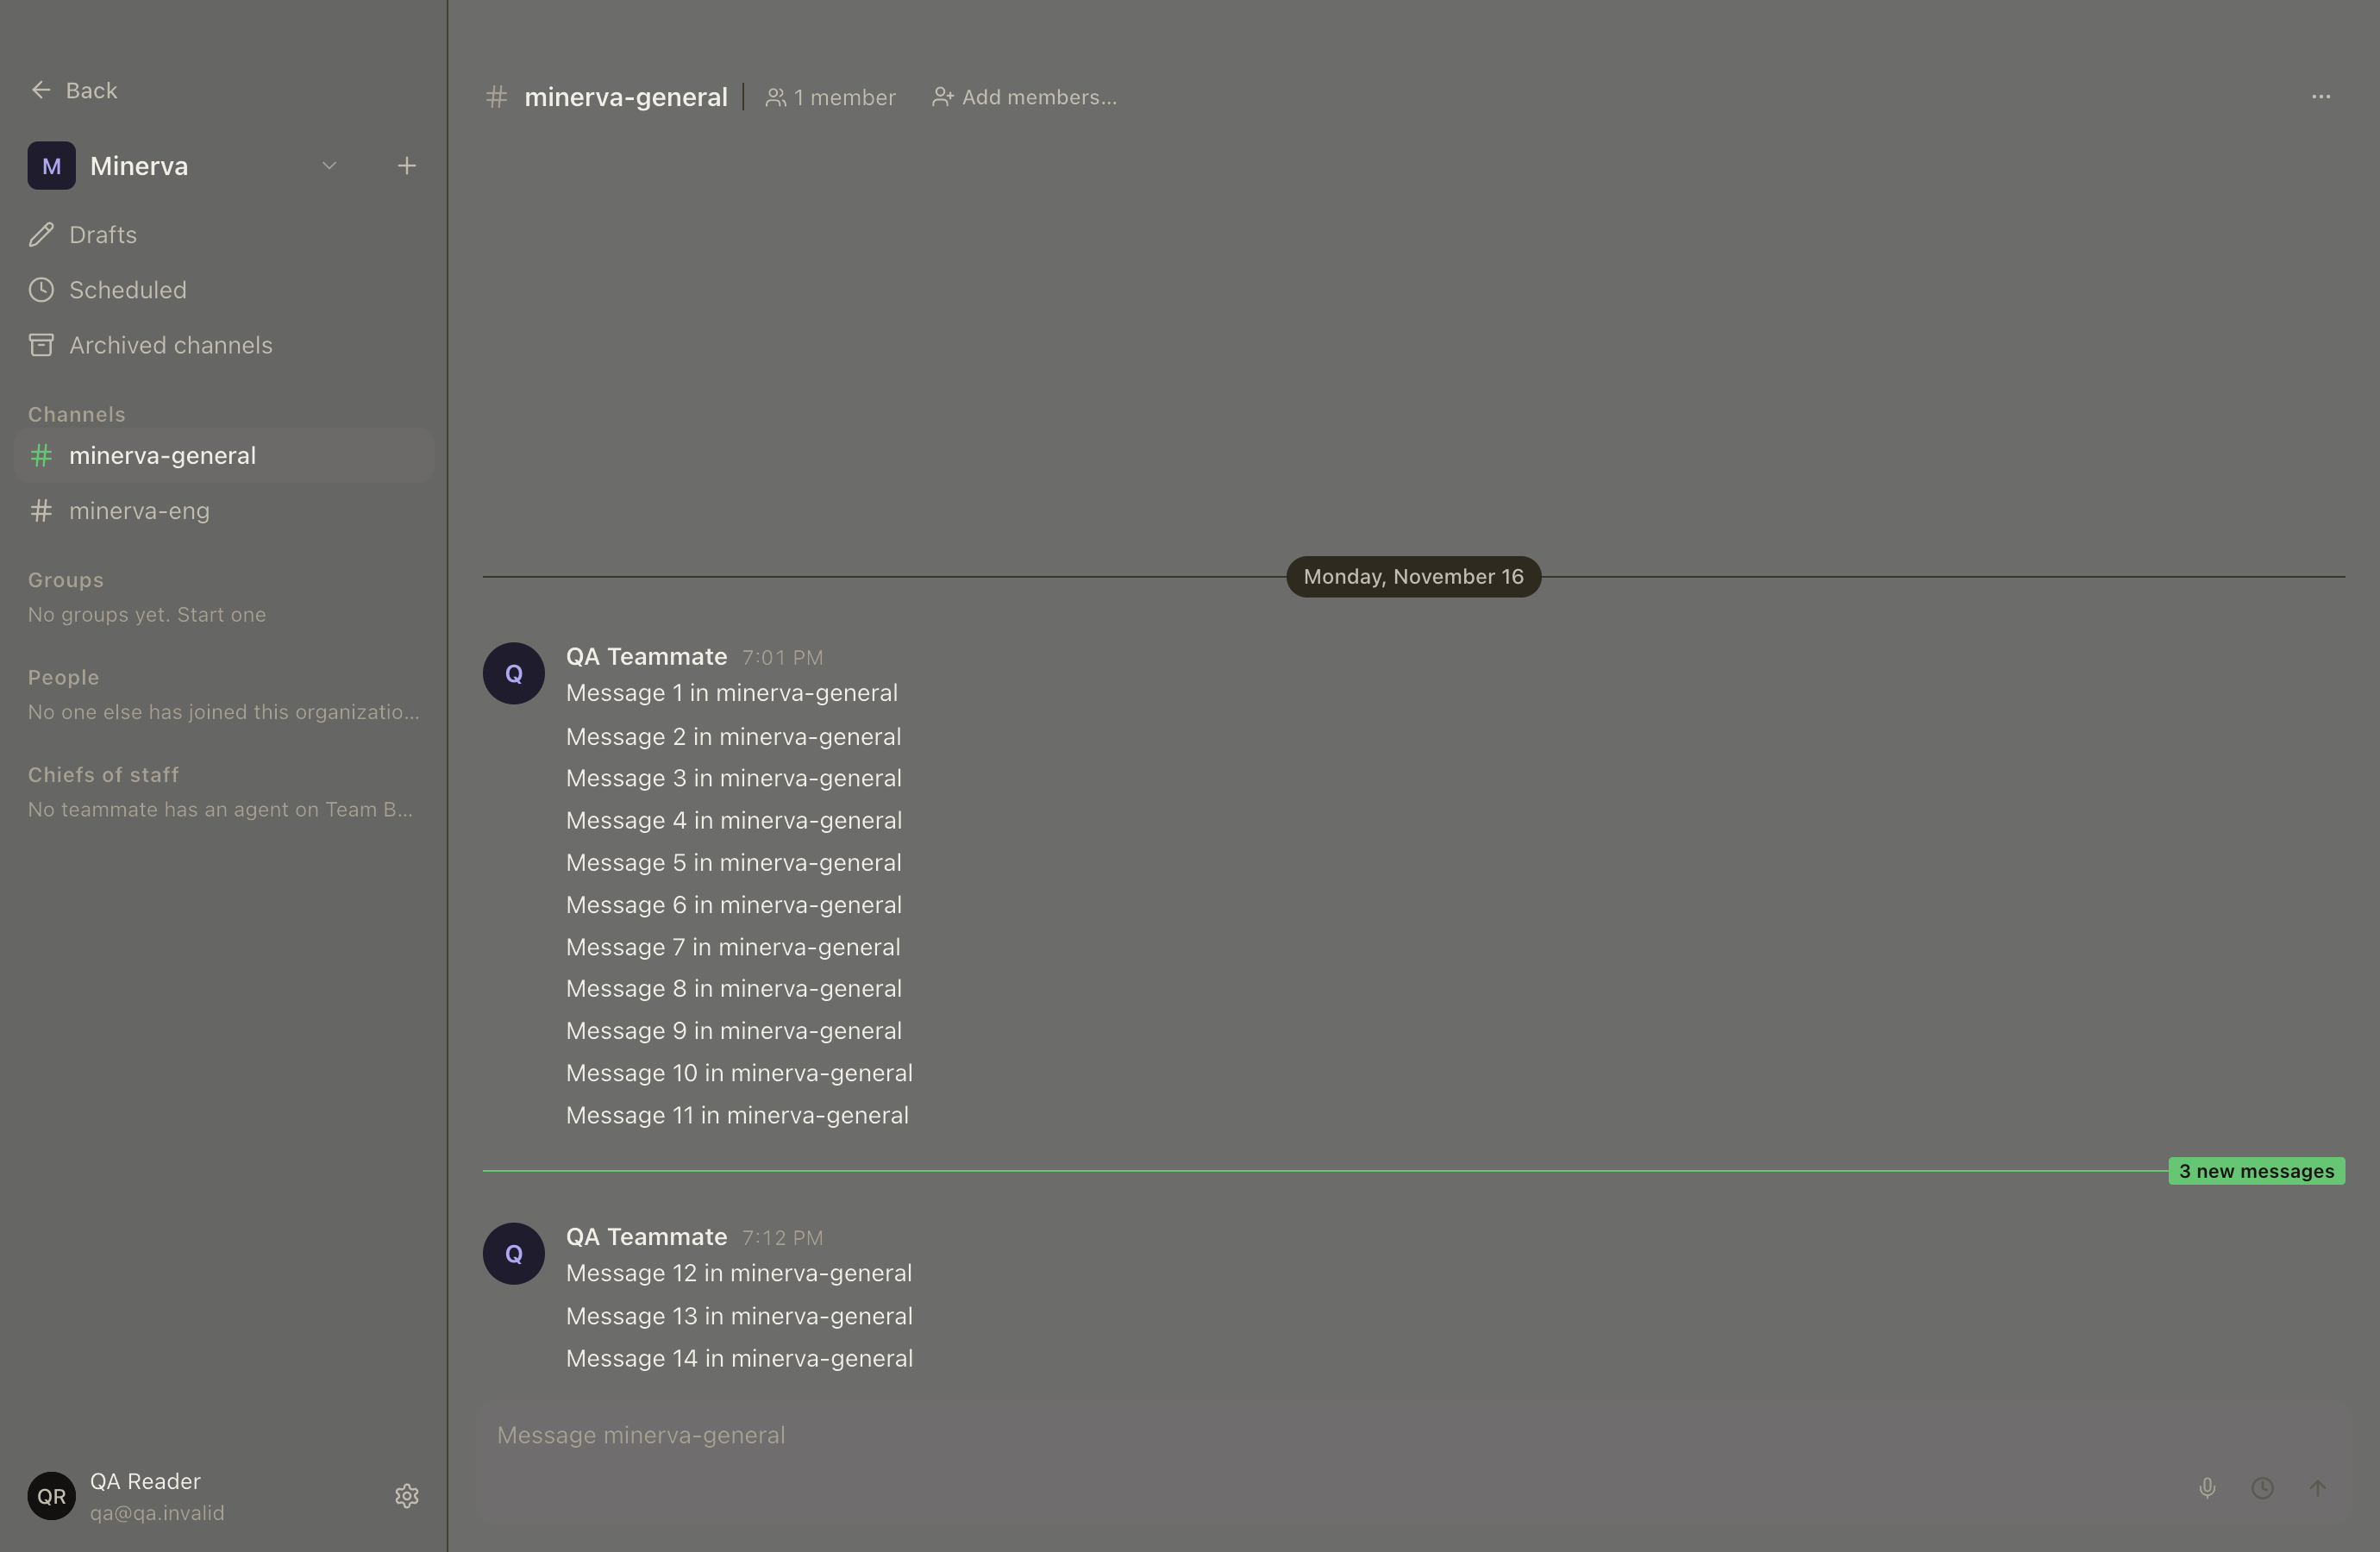 Back
M
Minerva
Drafts
Scheduled
Archived channels
Channels
minerva-general
minerva-eng
Groups
No groups yet. Start one
People
No one else has joined this organizatio...
Chiefs of staff
No teammate has an agent on Team B...
QR
QA Reader
qa@qa.invalid
# minerva-general
1 member
Add members...
Monday, November 16
Q
QA Teammate 7:01 PM
Message 1 in minerva-general
Message 2 in minerva-general
Message 3 in minerva-general
Message 4 in minerva-general
Message 5 in minerva-general
Message 6 in minerva-general
Message 7 in minerva-general
Message 8 in minerva-general
Message 9 in minerva-general
Message 10 in minerva-general
Message 11 in minerva-general
3 new messages
Q
QA Teammate 7:12 PM
Message 12 in minerva-general
Message 13 in minerva-general
Message 14 in minerva-general
Message minerva-general